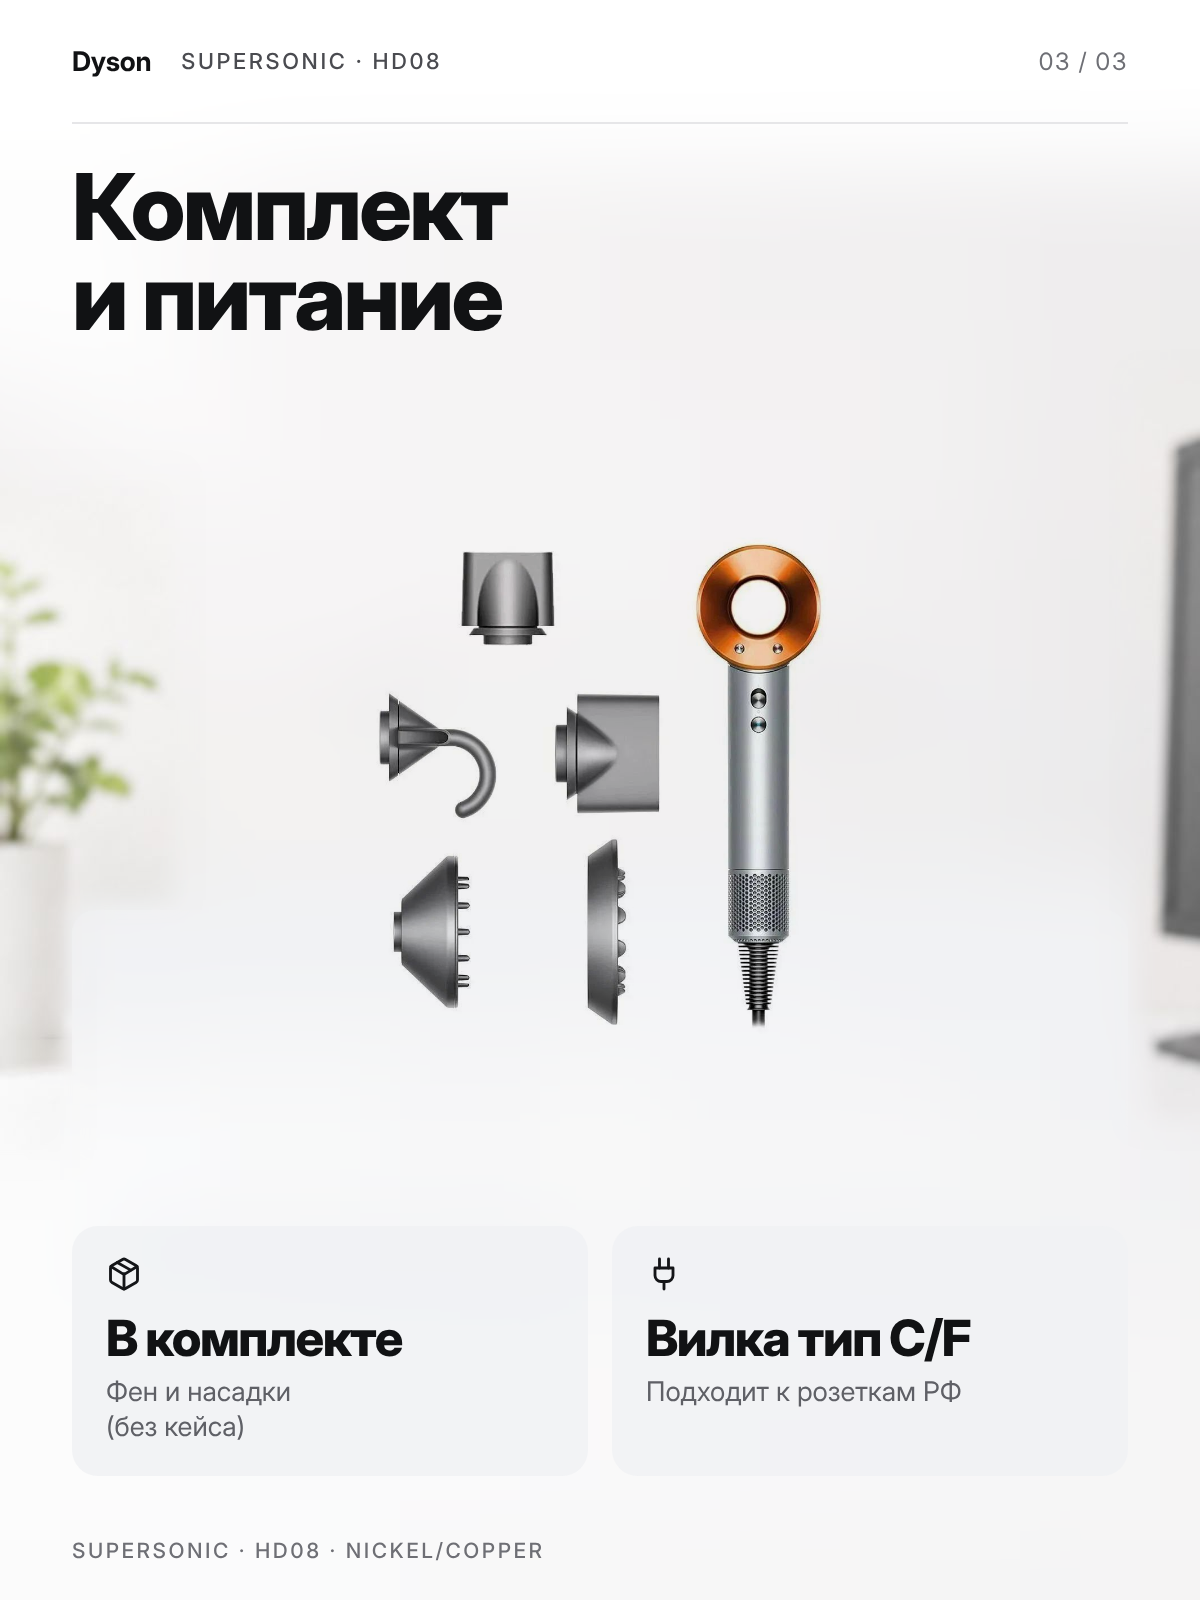 Dyson SUPERSONIC · HD08 03 / 03
Комплект
и питание
В комплекте
Фен и насадки
(без кейса)
Вилка тип C/F
Подходит к розеткам РФ
SUPERSONIC · HD08 · NICKEL/COPPER